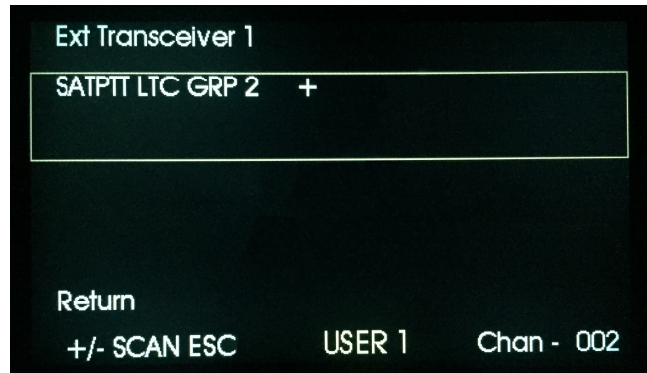 Ext Transceiver 1
SATPTT LTC GRP 2 +
Return
+/- SCAN ESC USER 1 Chan - 002